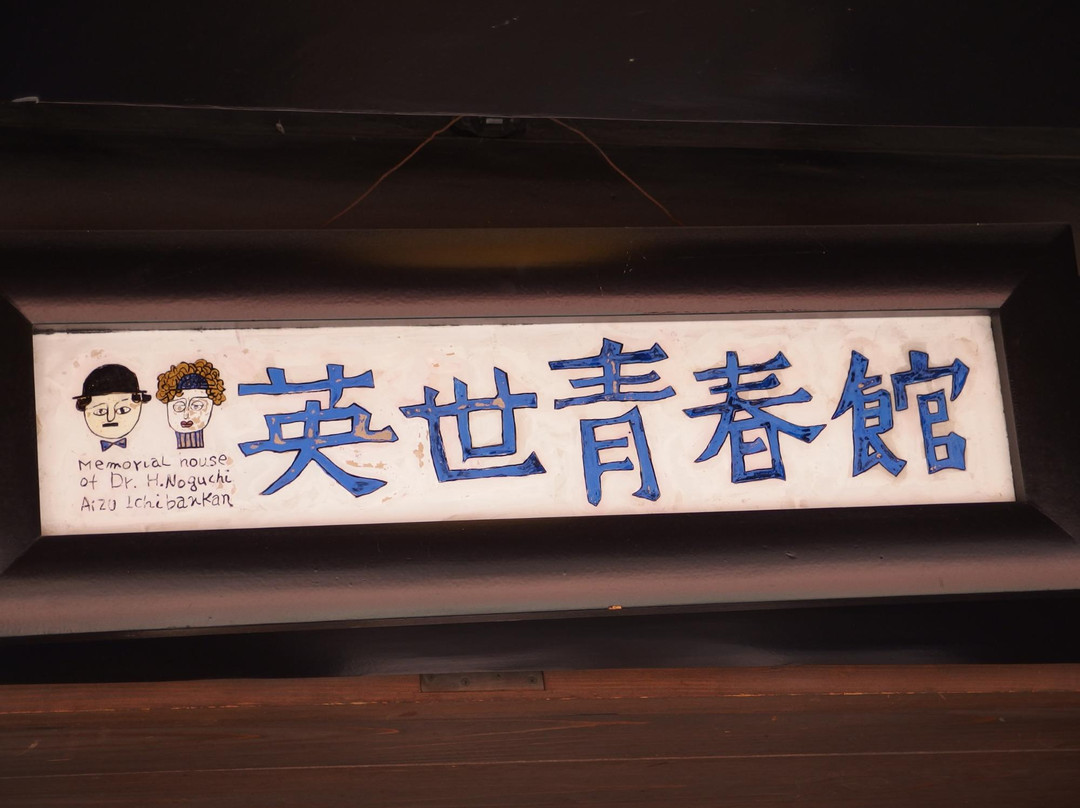 英世青春館
Memorial house
of Dr. H.Noguchi
Aizu Ichibankan